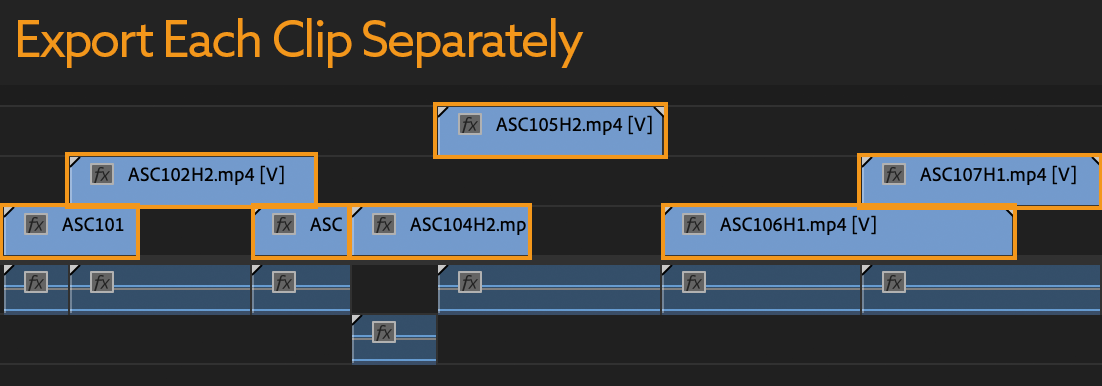 Export Each Clip Separately
fx ASC105H2.mp4 [V]
fx ASC102H2.mp4 [V]
fx ASC107H1.mp4 [V]
fx ASC101
fx ASC
fx ASC104H2.mp
fx ASC106H1.mp4 [V]
fx
fx
fx
fx
fx
fx
fx